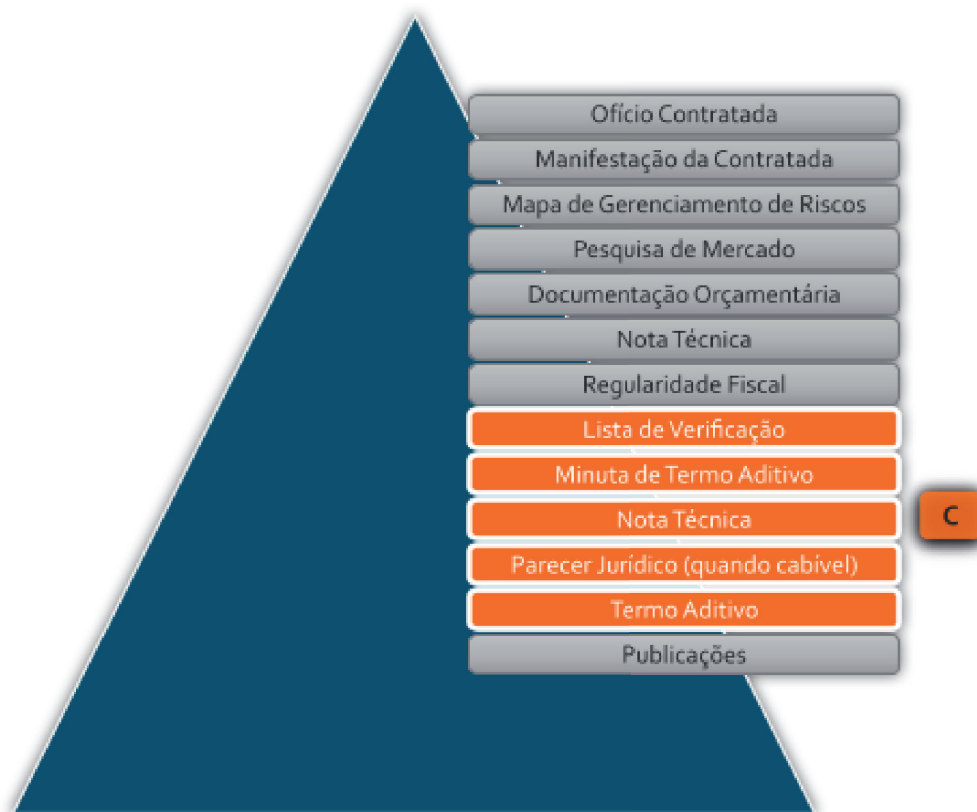 Ofício Contratada
Manifestação da Contratada
Mapa de Gerenciamento de Riscos
Pesquisa de Mercado
Documentação Orçamentária
Nota Técnica
Regularidade Fiscal
Lista de Verificação
Minuta de Termo Aditivo
Nota Técnica
C
Parecer Jurídico (quando cabível)
Termo Aditivo
Publicações